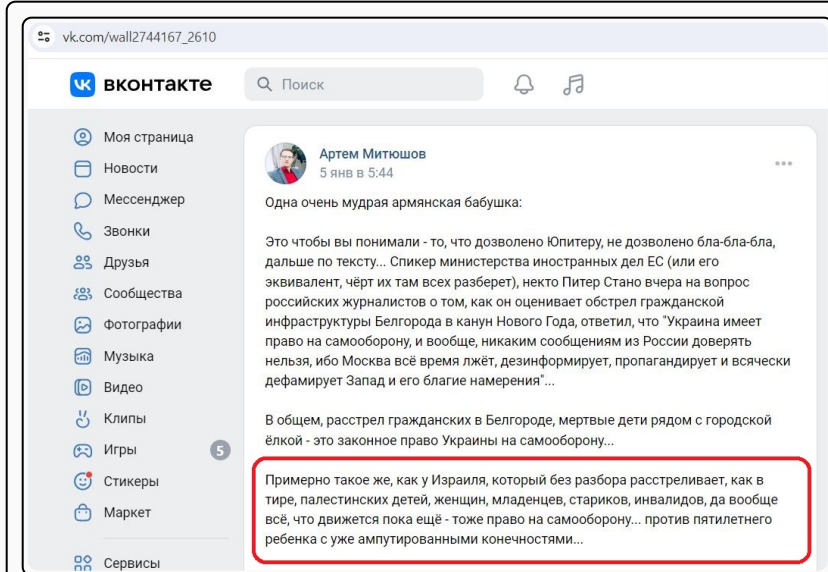 vk.com/wall2744167_2610
вконтакте
Поиск
Моя страница
Новости
Мессенджер
Звонки
Друзья
Сообщества
Фотографии
Музыка
Видео
Клипы
Игры
5
Стикеры
Маркет
Сервисы
Артем Митюшов
5 янв в 5:44
Одна очень мудрая армянская бабушка:
Это чтобы вы понимали - то, что дозволено Юпитеру, не дозволено бла-бла-бла,
дальше по тексту... Спикер министерства иностранных дел ЕС (или его
эквивалент, чёрт их там всех разберет), некто Питер Стано вчера на вопрос
российских журналистов о том, как он оценивает обстрел гражданской
инфраструктуры Белгорода в канун Нового Года, ответил, что "Украина имеет
право на самооборону, и вообще, никаким сообщениям из России доверять
нельзя, ибо Москва всё время лжёт, дезинформирует, пропагандирует и всячески
дефамирует Запад и его благие намерения"...
В общем, расстрел гражданских в Белгороде, мертвые дети рядом с городской
ёлкой - это законное право Украины на самооборону...
Примерно такое же, как у Израиля, который без разбора расстреливает, как в
тире, палестинских детей, женщин, младенцев, стариков, инвалидов, да вообще
всё, что движется пока ещё - тоже право на самооборону... против пятилетнего
ребенка с уже ампутированными конечностями...